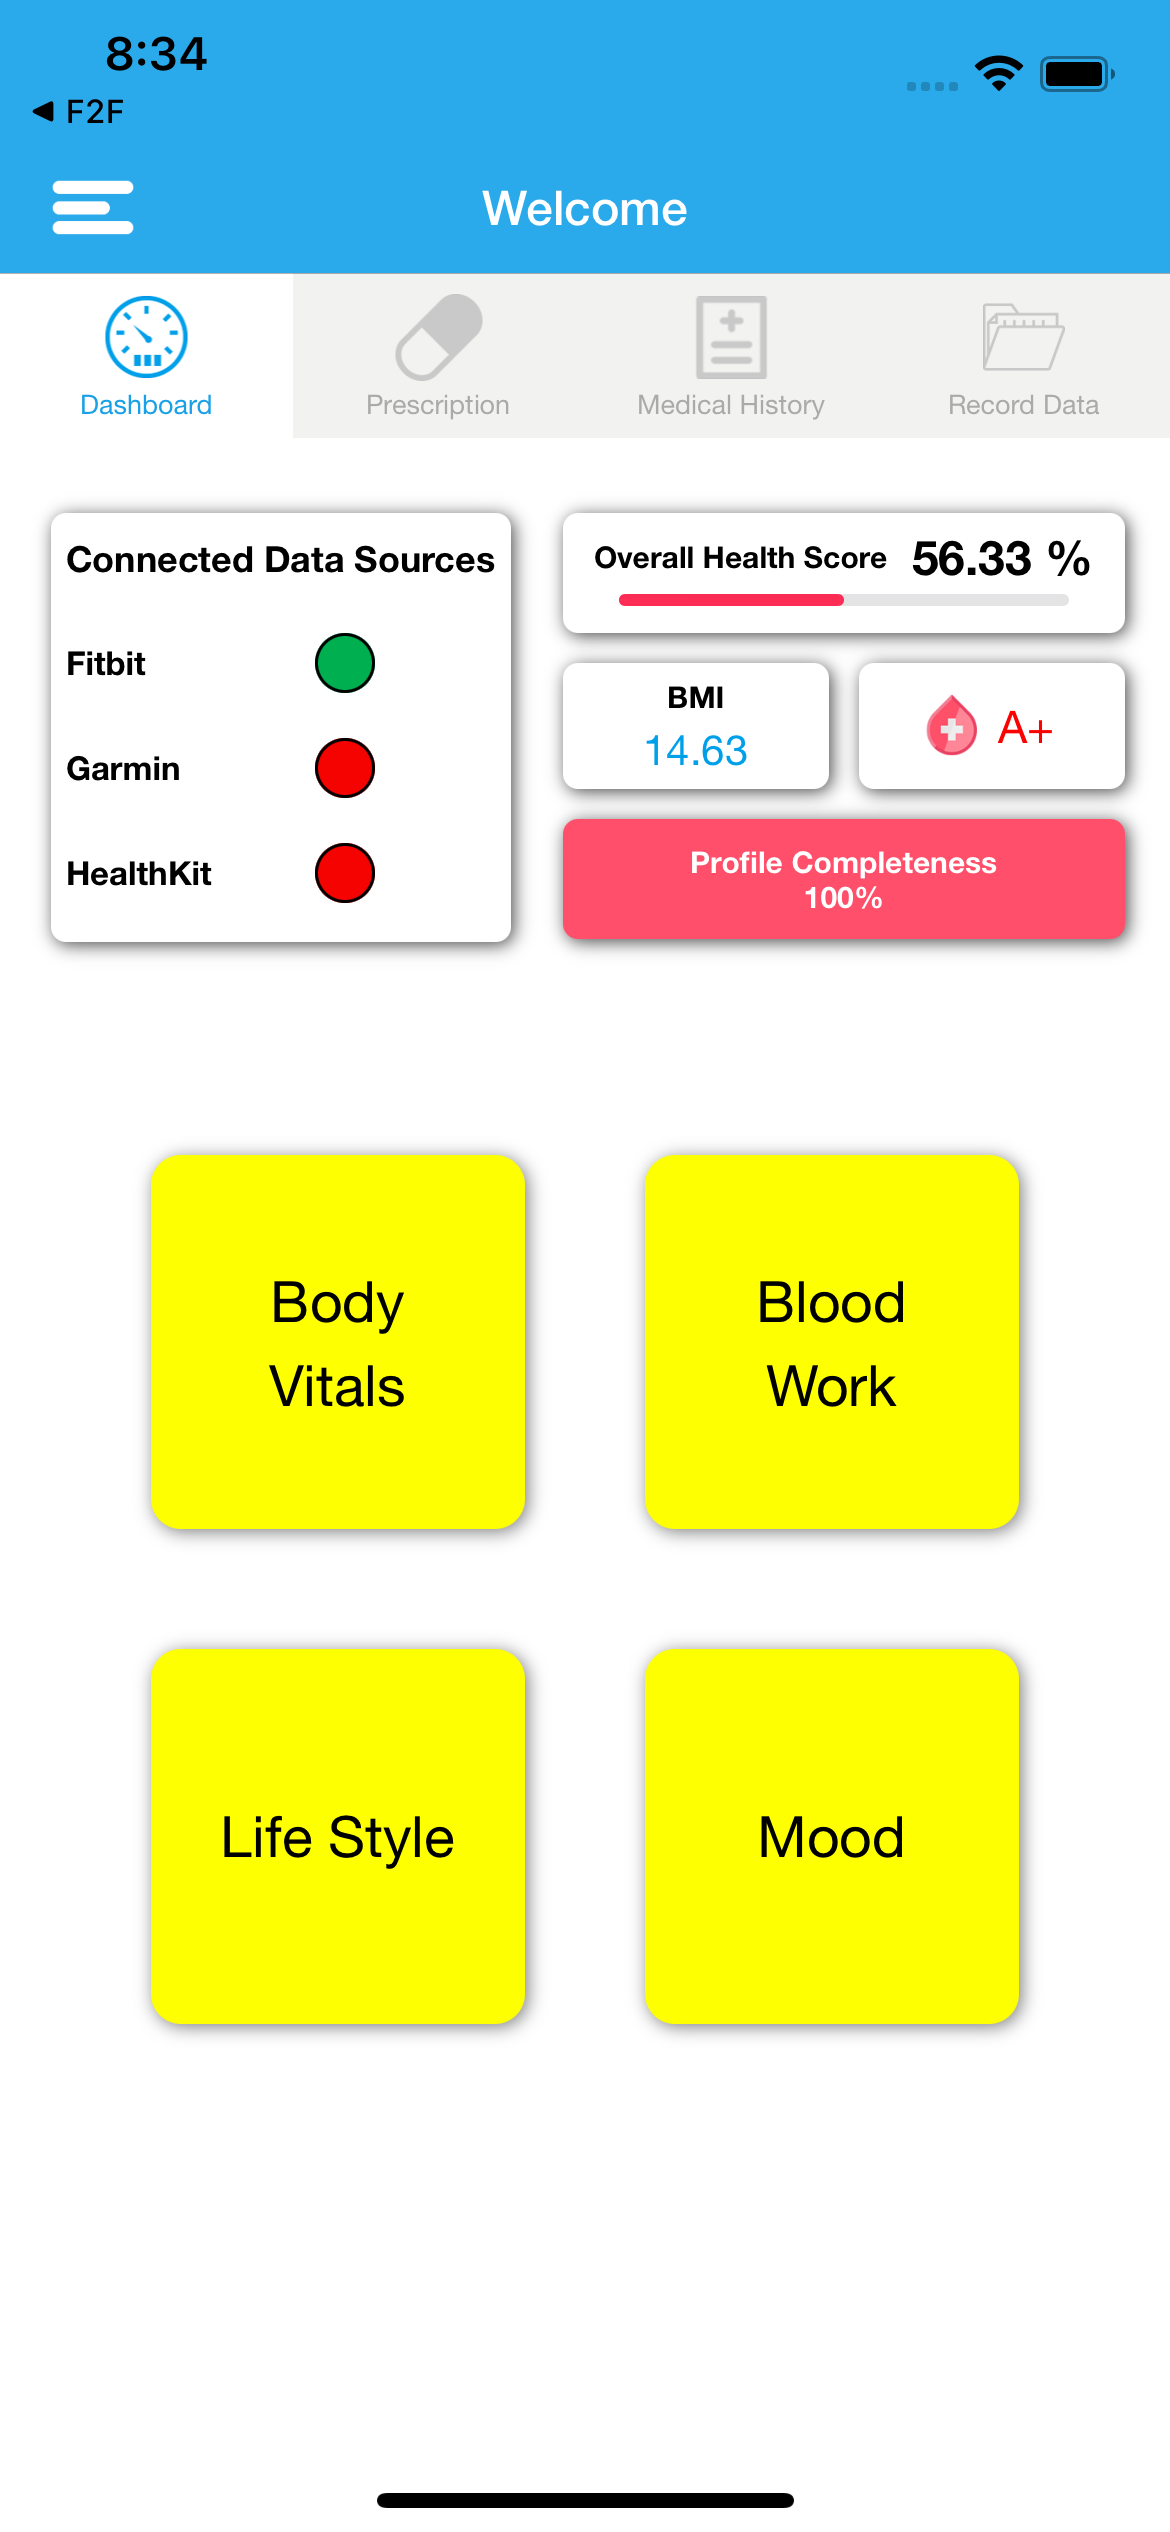 8:34
◀ F2F
Welcome
Dashboard
Prescription
Medical History
Record Data
Connected Data Sources
Fitbit
Garmin
HealthKit
Overall Health Score 56.33 %
BMI
14.63
A+
Profile Completeness
100%
Body
Vitals
Blood
Work
Life Style
Mood